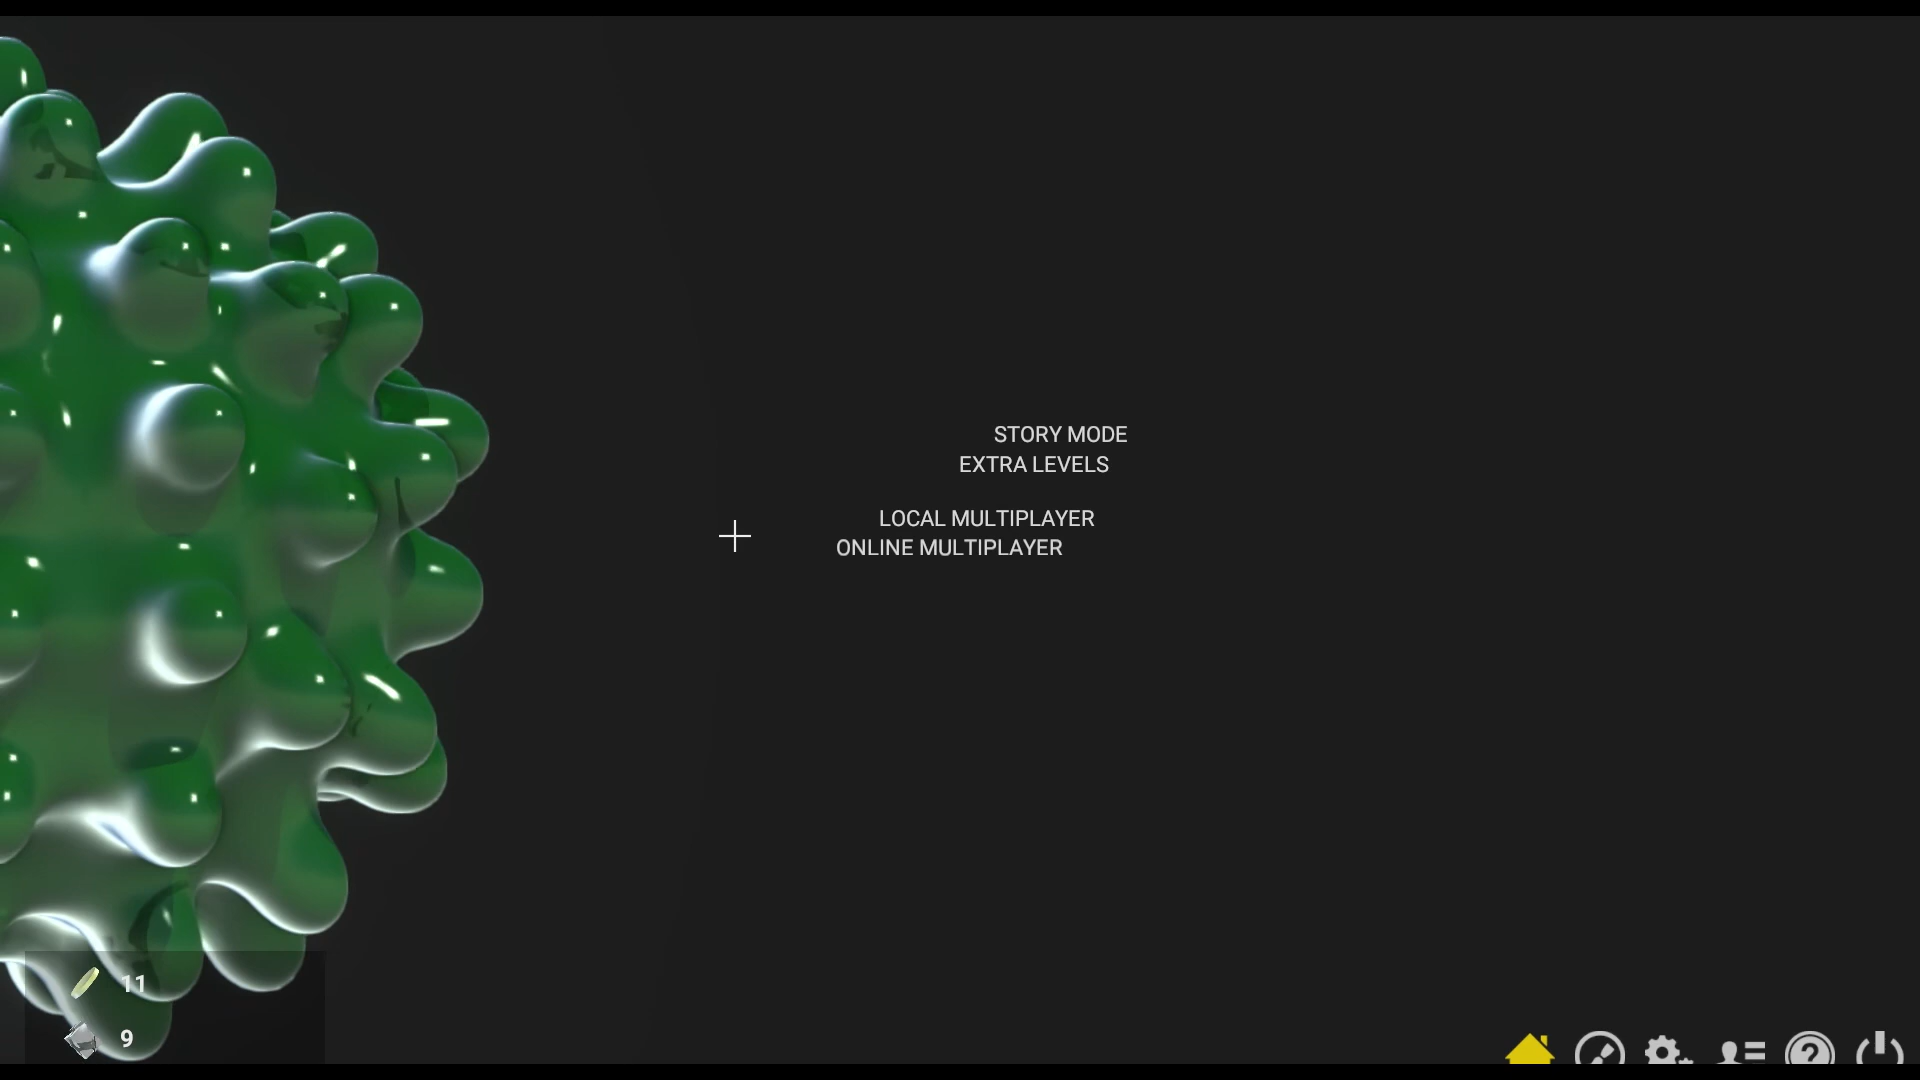 STORY MODE
EXTRA LEVELS
LOCAL MULTIPLAYER
ONLINE MULTIPLAYER
11
9
?